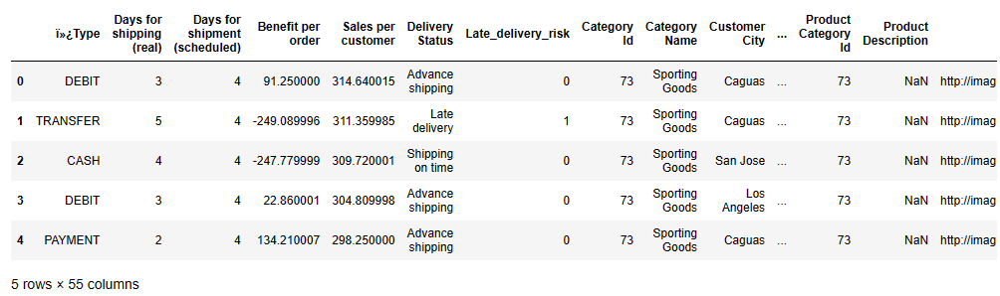 ï»¿Type Days for shipping (real) Days for shipment (scheduled) Benefit per order Sales per customer Delivery Status Late_delivery_risk Category Id Category Name Customer City ... Product Category Id Product Description
0 DEBIT 3 4 91.250000 314.640015 Advance shipping 0 73 Sporting Goods Caguas ... 73 NaN http://imag
1 TRANSFER 5 4 -249.089996 311.359985 Late delivery 1 73 Sporting Goods Caguas ... 73 NaN http://imag
2 CASH 4 4 -247.779999 309.720001 Shipping on time 0 73 Sporting Goods San Jose ... 73 NaN http://imag
3 DEBIT 3 4 22.860001 304.809998 Advance shipping 0 73 Sporting Goods Los Angeles ... 73 NaN http://imag
4 PAYMENT 2 4 134.210007 298.250000 Advance shipping 0 73 Sporting Goods Caguas ... 73 NaN http://imag
5 rows × 55 columns